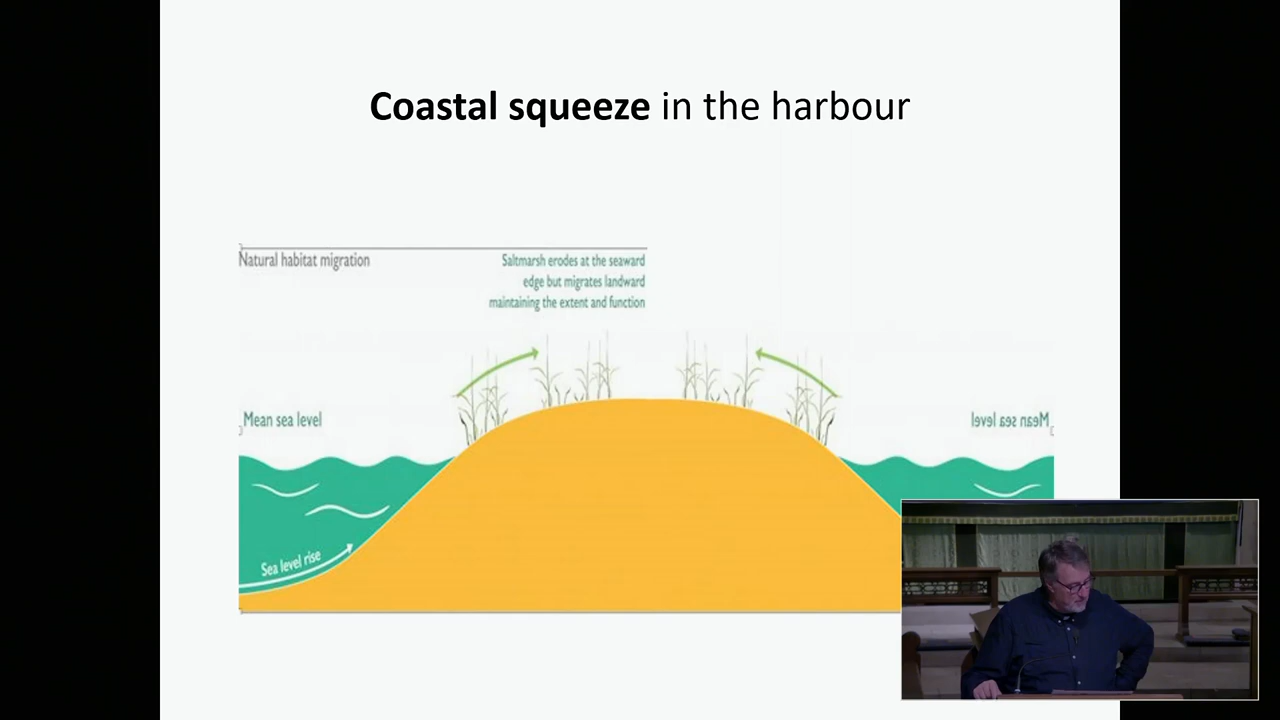 Coastal squeeze in the harbour
Natural habitat migration
Saltmarsh erodes at the seaward
edge but migrates landward
maintaining the extent and function
Mean sea level
Mean sea level
Sea level rise